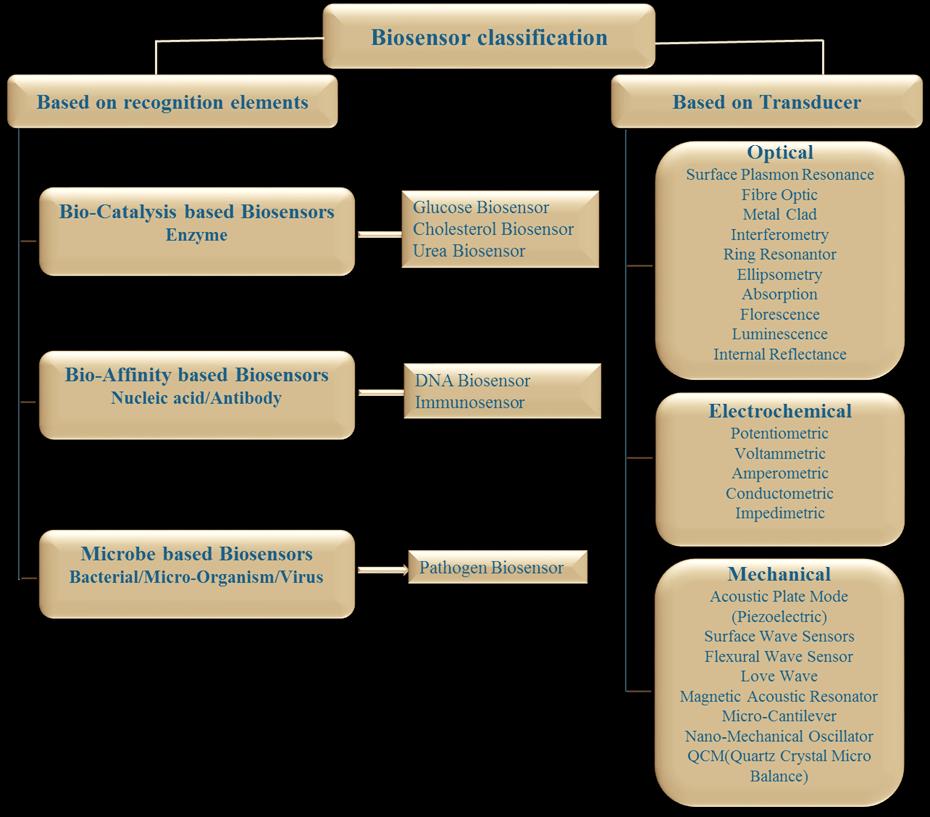 Biosensor classification
Based on recognition elements
Bio-Catalysis based Biosensors
Enzyme
Glucose Biosensor
Cholesterol Biosensor
Urea Biosensor
Bio-Affinity based Biosensors
Nucleic acid/Antibody
DNA Biosensor
Immunosensor
Microbe based Biosensors
Bacterial/Micro-Organism/Virus
Pathogen Biosensor
Based on Transducer
Optical
Surface Plasmon Resonance
Fibre Optic
Metal Clad
Interferometry
Ring Resonantor
Ellipsometry
Absorption
Florescence
Luminescence
Internal Reflectance
Electrochemical
Potentiometric
Voltammetric
Amperometric
Conductometric
Impedimetric
Mechanical
Acoustic Plate Mode
(Piezoelectric)
Surface Wave Sensors
Flexural Wave Sensor
Love Wave
Magnetic Acoustic Resonator
Micro-Cantilever
Nano-Mechanical Oscillator
QCM(Quartz Crystal Micro
Balance)